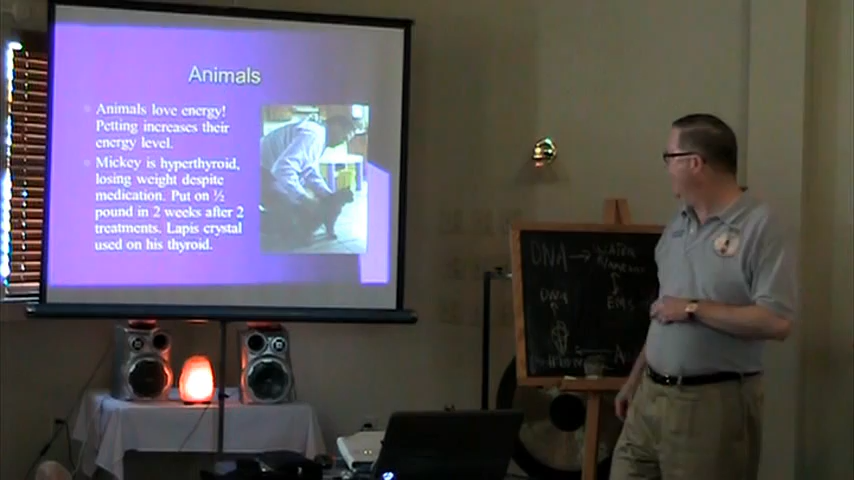 Animals
Animals love energy!
Petting increases their
energy level.
Mickey is hyperthyroid,
losing weight despite
medication. Put on ½
pound in 2 weeks after 2
treatments. Lapis crystal
used on his thyroid.
DNA →
DNA